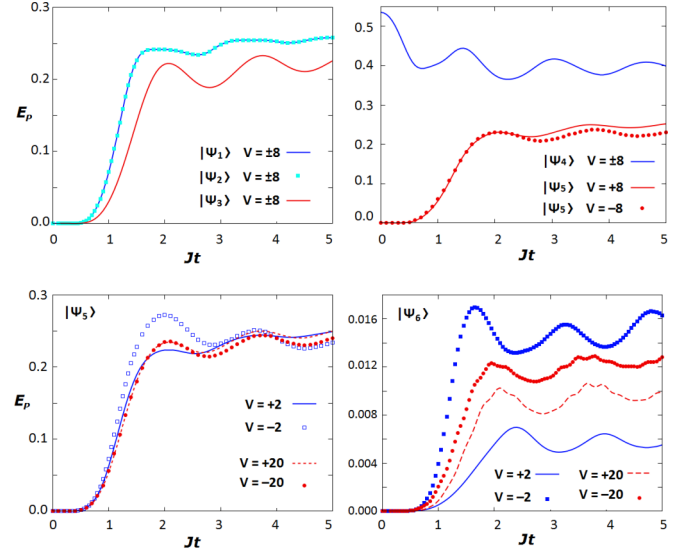 0.3
0.2
0.1
0.0
E_P
|Ψ₁⟩ V = ±8
|Ψ₂⟩ V = ±8
|Ψ₃⟩ V = ±8
0 1 2 3 4 5
Jt
0.5
0.4
0.3
0.2
0.1
0.0
|Ψ₄⟩ V = ±8
|Ψ₅⟩ V = +8
|Ψ₅⟩ V = −8
0 1 2 3 4 5
Jt
0.3
0.2
0.1
0.0
E_P
|Ψ₅⟩
V = +2
V = −2
V = +20
V = −20
0 1 2 3 4 5
Jt
0.016
0.012
0.008
0.004
0.000
|Ψ₆⟩
V = +2 V = +20
V = −2 V = −20
0 1 2 3 4 5
Jt